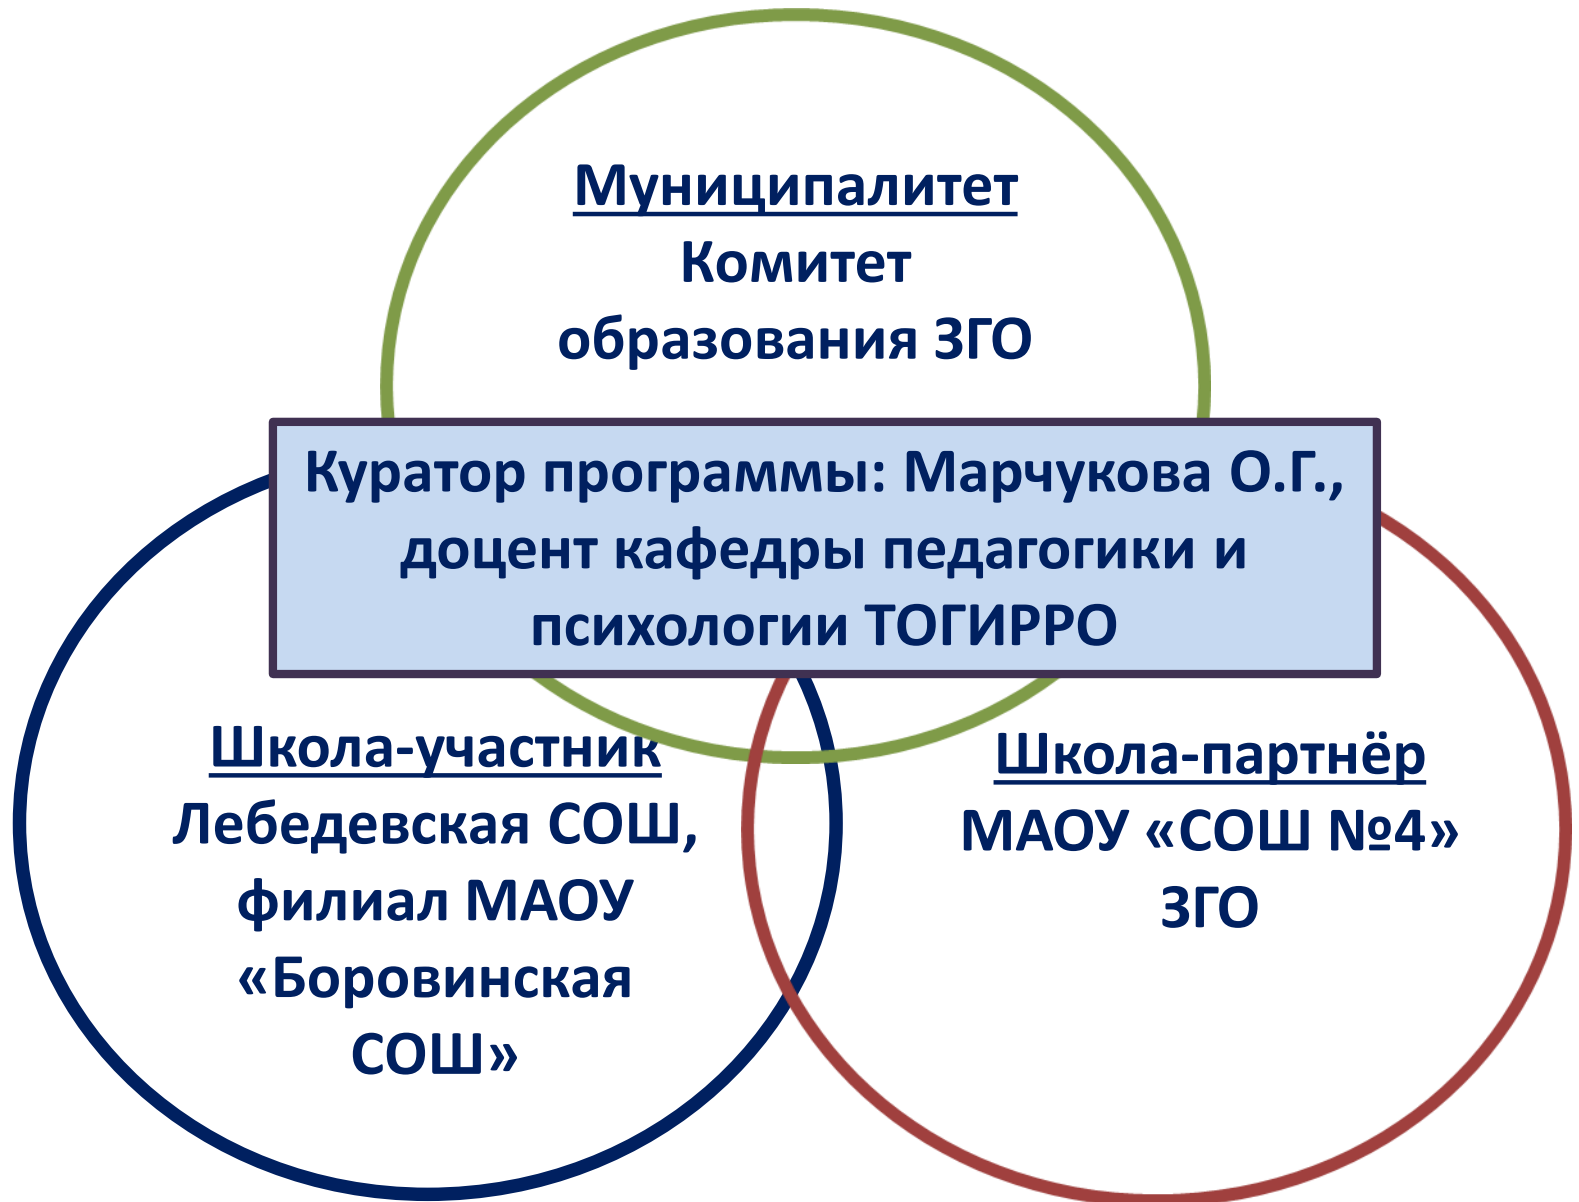 Муниципалитет
Комитет
образования ЗГО
Куратор программы: Марчукова О.Г.,
доцент кафедры педагогики и
психологии ТОГИРРО
Школа-участник
Лебедевская СОШ,
филиал МАОУ
«Боровинская
СОШ»
Школа-партнёр
МАОУ «СОШ №4»
ЗГО